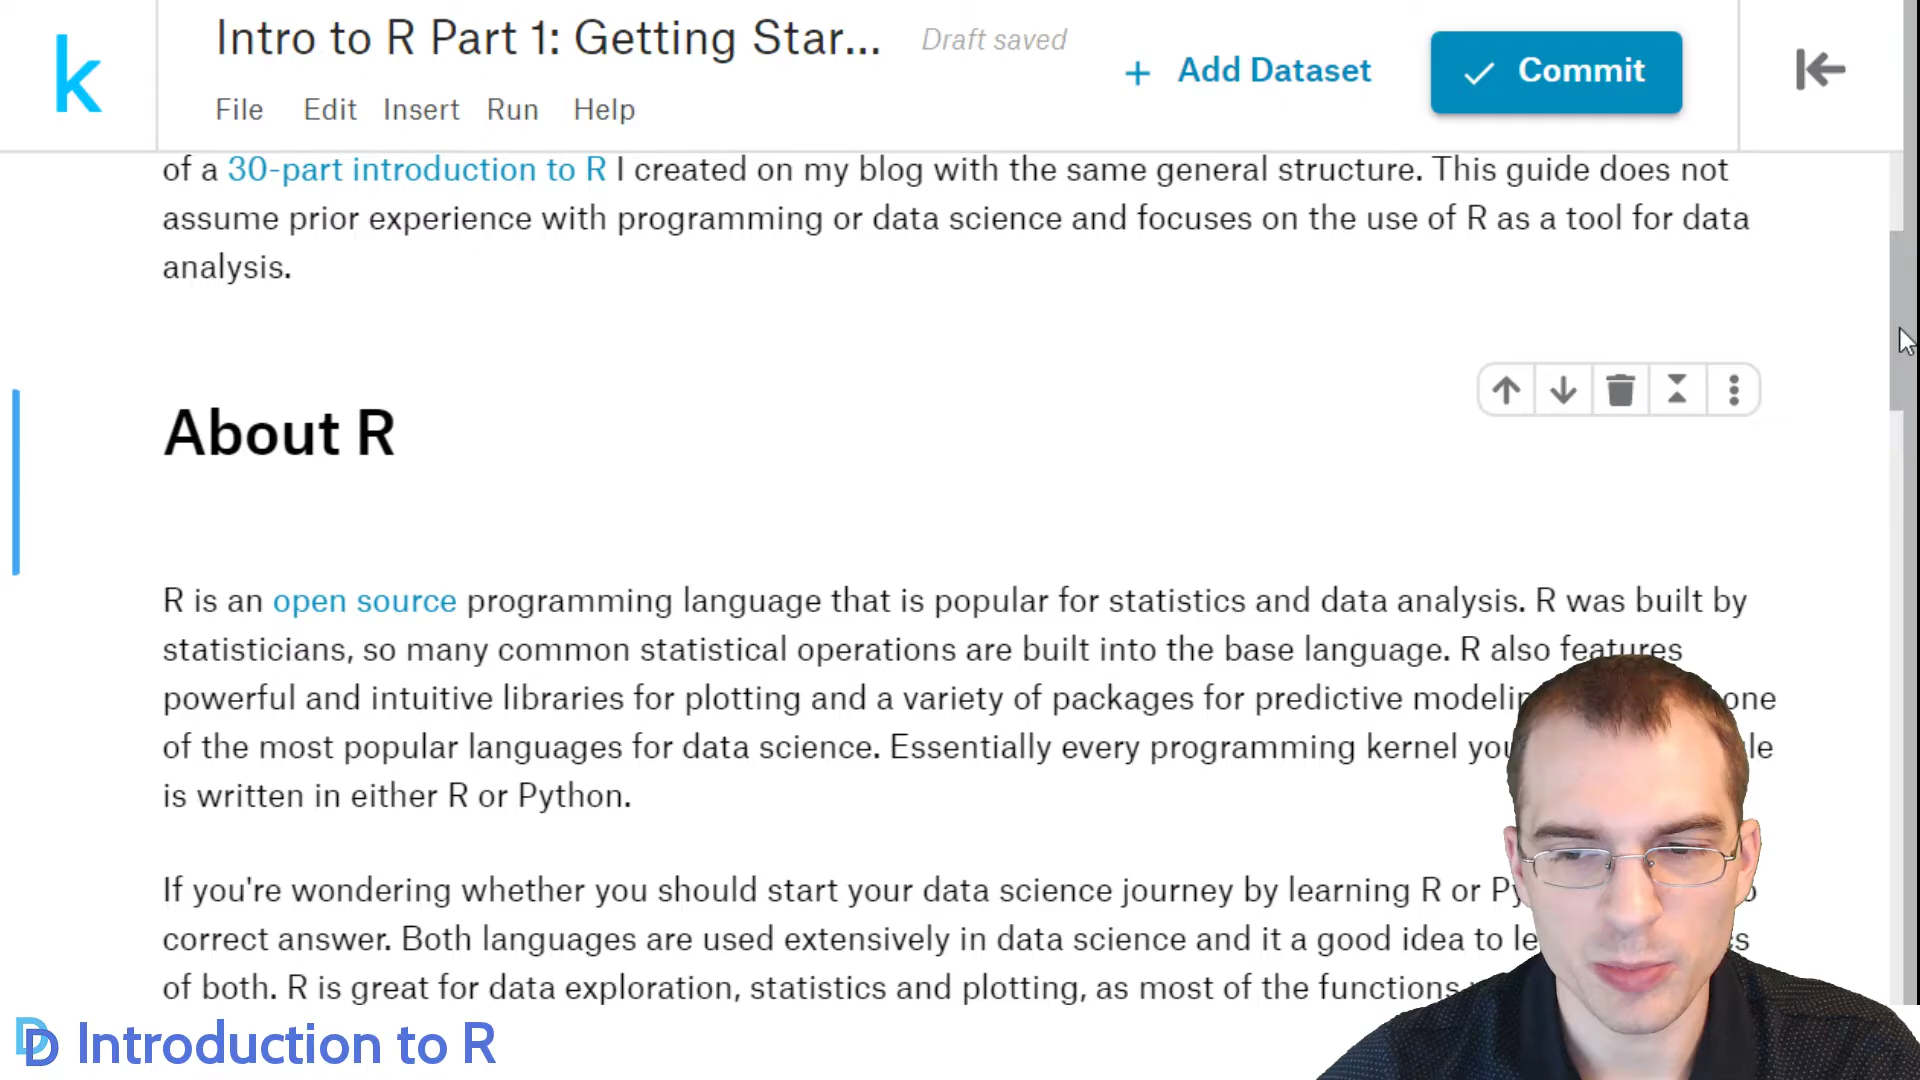 k
Intro to R Part 1: Getting Star...
Draft saved
+ Add Dataset
Commit
File Edit Insert Run Help
of a 30-part introduction to R I created on my blog with the same general structure. This guide does not
assume prior experience with programming or data science and focuses on the use of R as a tool for data
analysis.
About R
R is an open source programming language that is popular for statistics and data analysis. R was built by
statisticians, so many common statistical operations are built into the base language. R also features
powerful and intuitive libraries for plotting and a variety of packages for predictive one
of the most popular languages for data science. Essentially every programming kernel
is written in either R or Python.
If you're wondering whether you should start your data science journey by learning R or
correct answer. Both languages are used extensively in data science and it a good idea to
of both. R is great for data exploration, statistics and plotting, as most of the functions
D Introduction to R